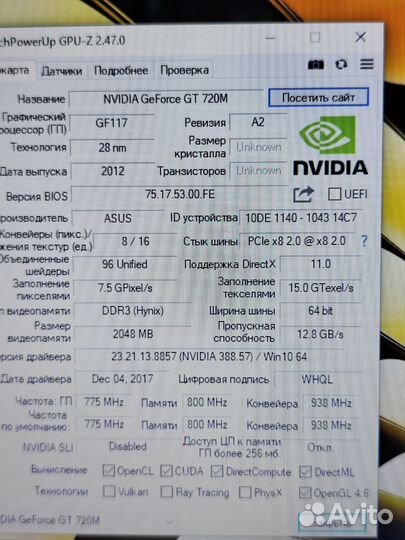 chPowerUp GPU-Z 2.47.0
карта Датчики Подробнее Проверка
Название NVIDIA GeForce GT 720M Посетить сайт
Графический роцессор (ГП) GF117 Ревизия A2
Технология 28 nm Размер кристалла Unknown
Дата выпуска 2012 Транзисторов Unknown
NVIDIA
Версия BIOS 75.17.53.00.FE UEFI
Производитель ASUS ID устройства 10DE 1140 - 1043 14C7
Конвейеры (пикс./ жения текстур (ед.) 8 / 16 Стык шины PCIe x8 2.0 @ x8 2.0 ?
Объединенные шейдеры 96 Unified Поддержка DirectX 11.0
Заполнение пикселями 7.5 GPixel/s Заполнение текселями 15.0 GTexel/s
п видеопамяти DDR3 (Hynix) Ширина шины 64 bit
Размер видеопамяти 2048 MB Пропускная способность 12.8 GB/s
ерсия драйвера 23.21.13.8857 (NVIDIA 388.57) / Win10 64
Дата драйвера Dec 04, 2017 Цифровая подпись WHQL
Частота: ГП 775 MHz Памяти 800 MHz Конвейера 938 MHz
Частота по умолчанию: 775 MHz Памяти 800 MHz Конвейера 938 MHz
NVIDIA SLI Disabled Доступ ЦП к памяти ГП более 256 мб. Откл.
Вычисление OpenCL CUDA DirectCompute DirectML
Технологии Vulkan Ray Tracing PhysX OpenGL 4.6
DIA GeForce GT 720M
Avito